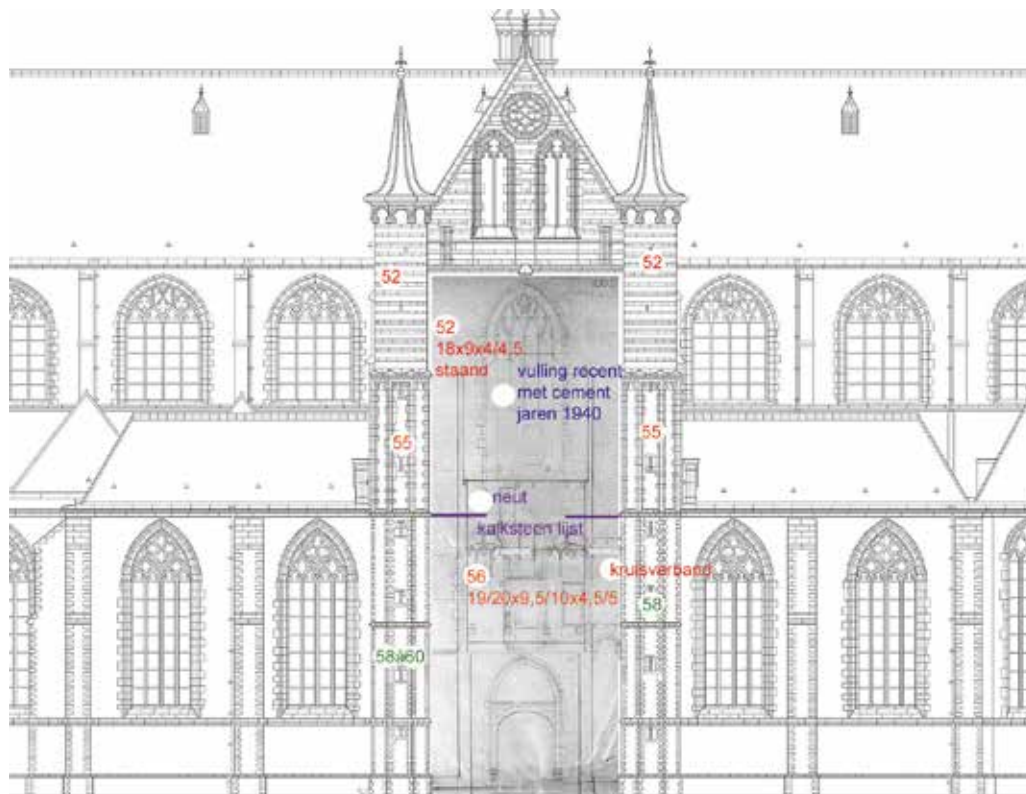 52
52
52
18x9x4/4,5
staand
vulling recent
met cement
jaren 1940
55
55
neut
kalksteen lijst
kruisverband
56
19/20x9,5/10x4,5/5
58
58à60